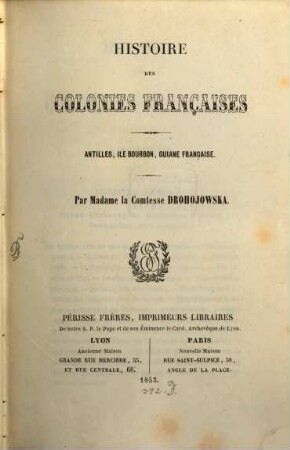 HISTOIRE
DES
COLONIES FRANÇAISES
ANTILLES, ILE BOURBON, GUIANE FRANÇAISE.
Par Madame la Comtesse DROHOJOWSKA.
PÉRISSE FRÈRES, IMPRIMEURS LIBRAIRES
De notre S. P. le Pape et de son Éminence le Card. Archevêque de Lyon.
LYON
Ancienne Maison
GRANDE RUE MERCIÈRE, 33,
ET RUE CENTRALE, 68.
PARIS
Nouvelle Maison
RUE SAINT-SULPICE, 38,
ANGLE DE LA PLACE.
1853.